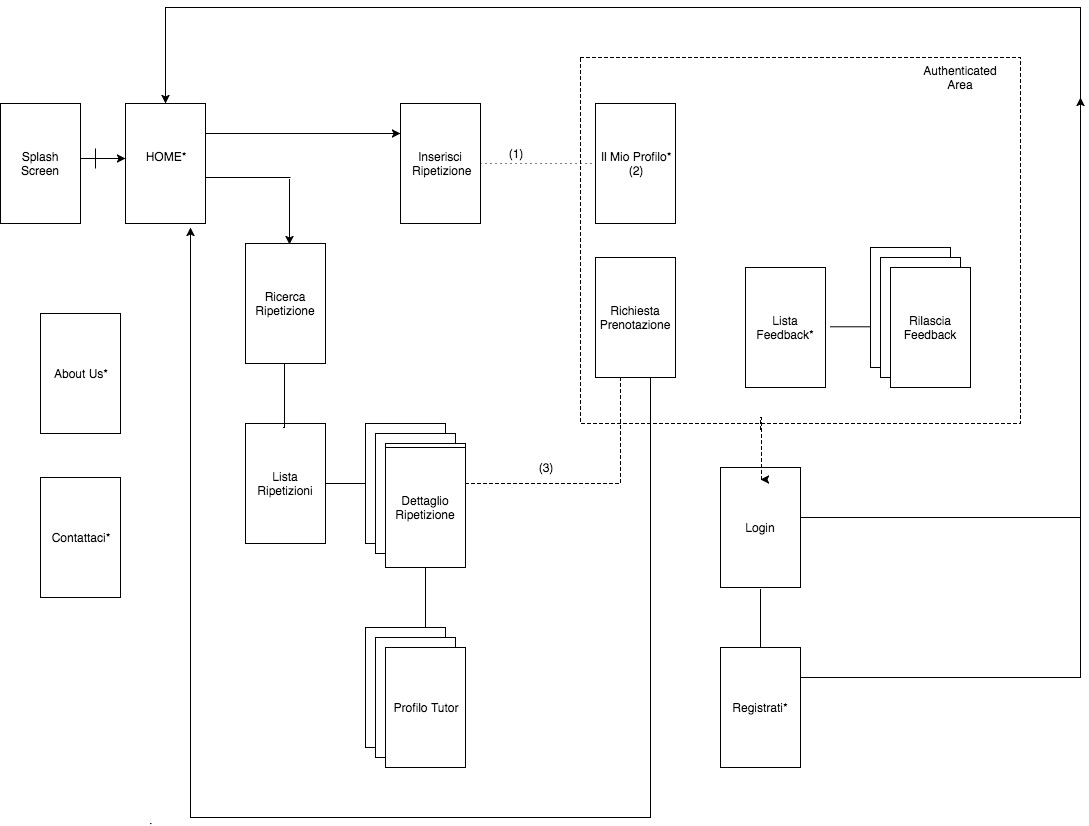 Authenticated
Area
Splash
Screen
HOME*
Inserisci
Ripetizione
(1)
Il Mio Profilo*
(2)
Ricerca
Ripetizione
Richiesta
Prenotazione
Lista
Feedback*
Rilascia
Feedback
About Us*
Lista
Ripetizioni
Dettaglio
Ripetizione
(3)
Contattaci*
Login
Profilo Tutor
Registrati*